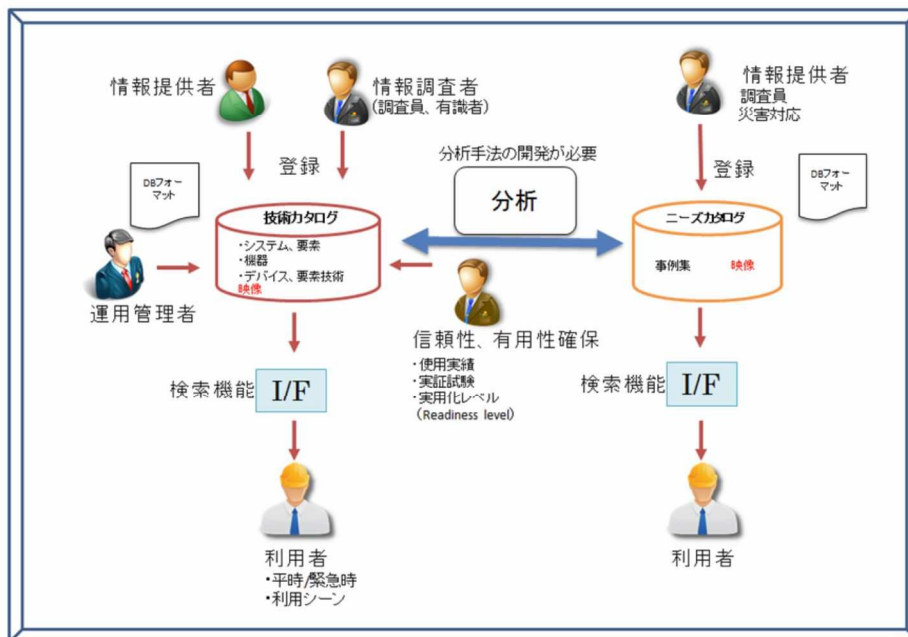 情報提供者
情報調査者
(調査員、有識者)
情報提供者
調査員
災害対応
登録
分析手法の開発が必要
登録
DBフォー
マット
分析
DBフォー
マット
技術カタログ
・システム、要素
・機器
・デバイス、要素技術
映像
ニーズカタログ
事例集
映像
運用管理者
信頼性、有用性確保
・使用実績
・実証試験
・実用化レベル
(Readiness level)
検索機能
I/F
検索機能
I/F
利用者
・平時/緊急時
・利用シーン
利用者